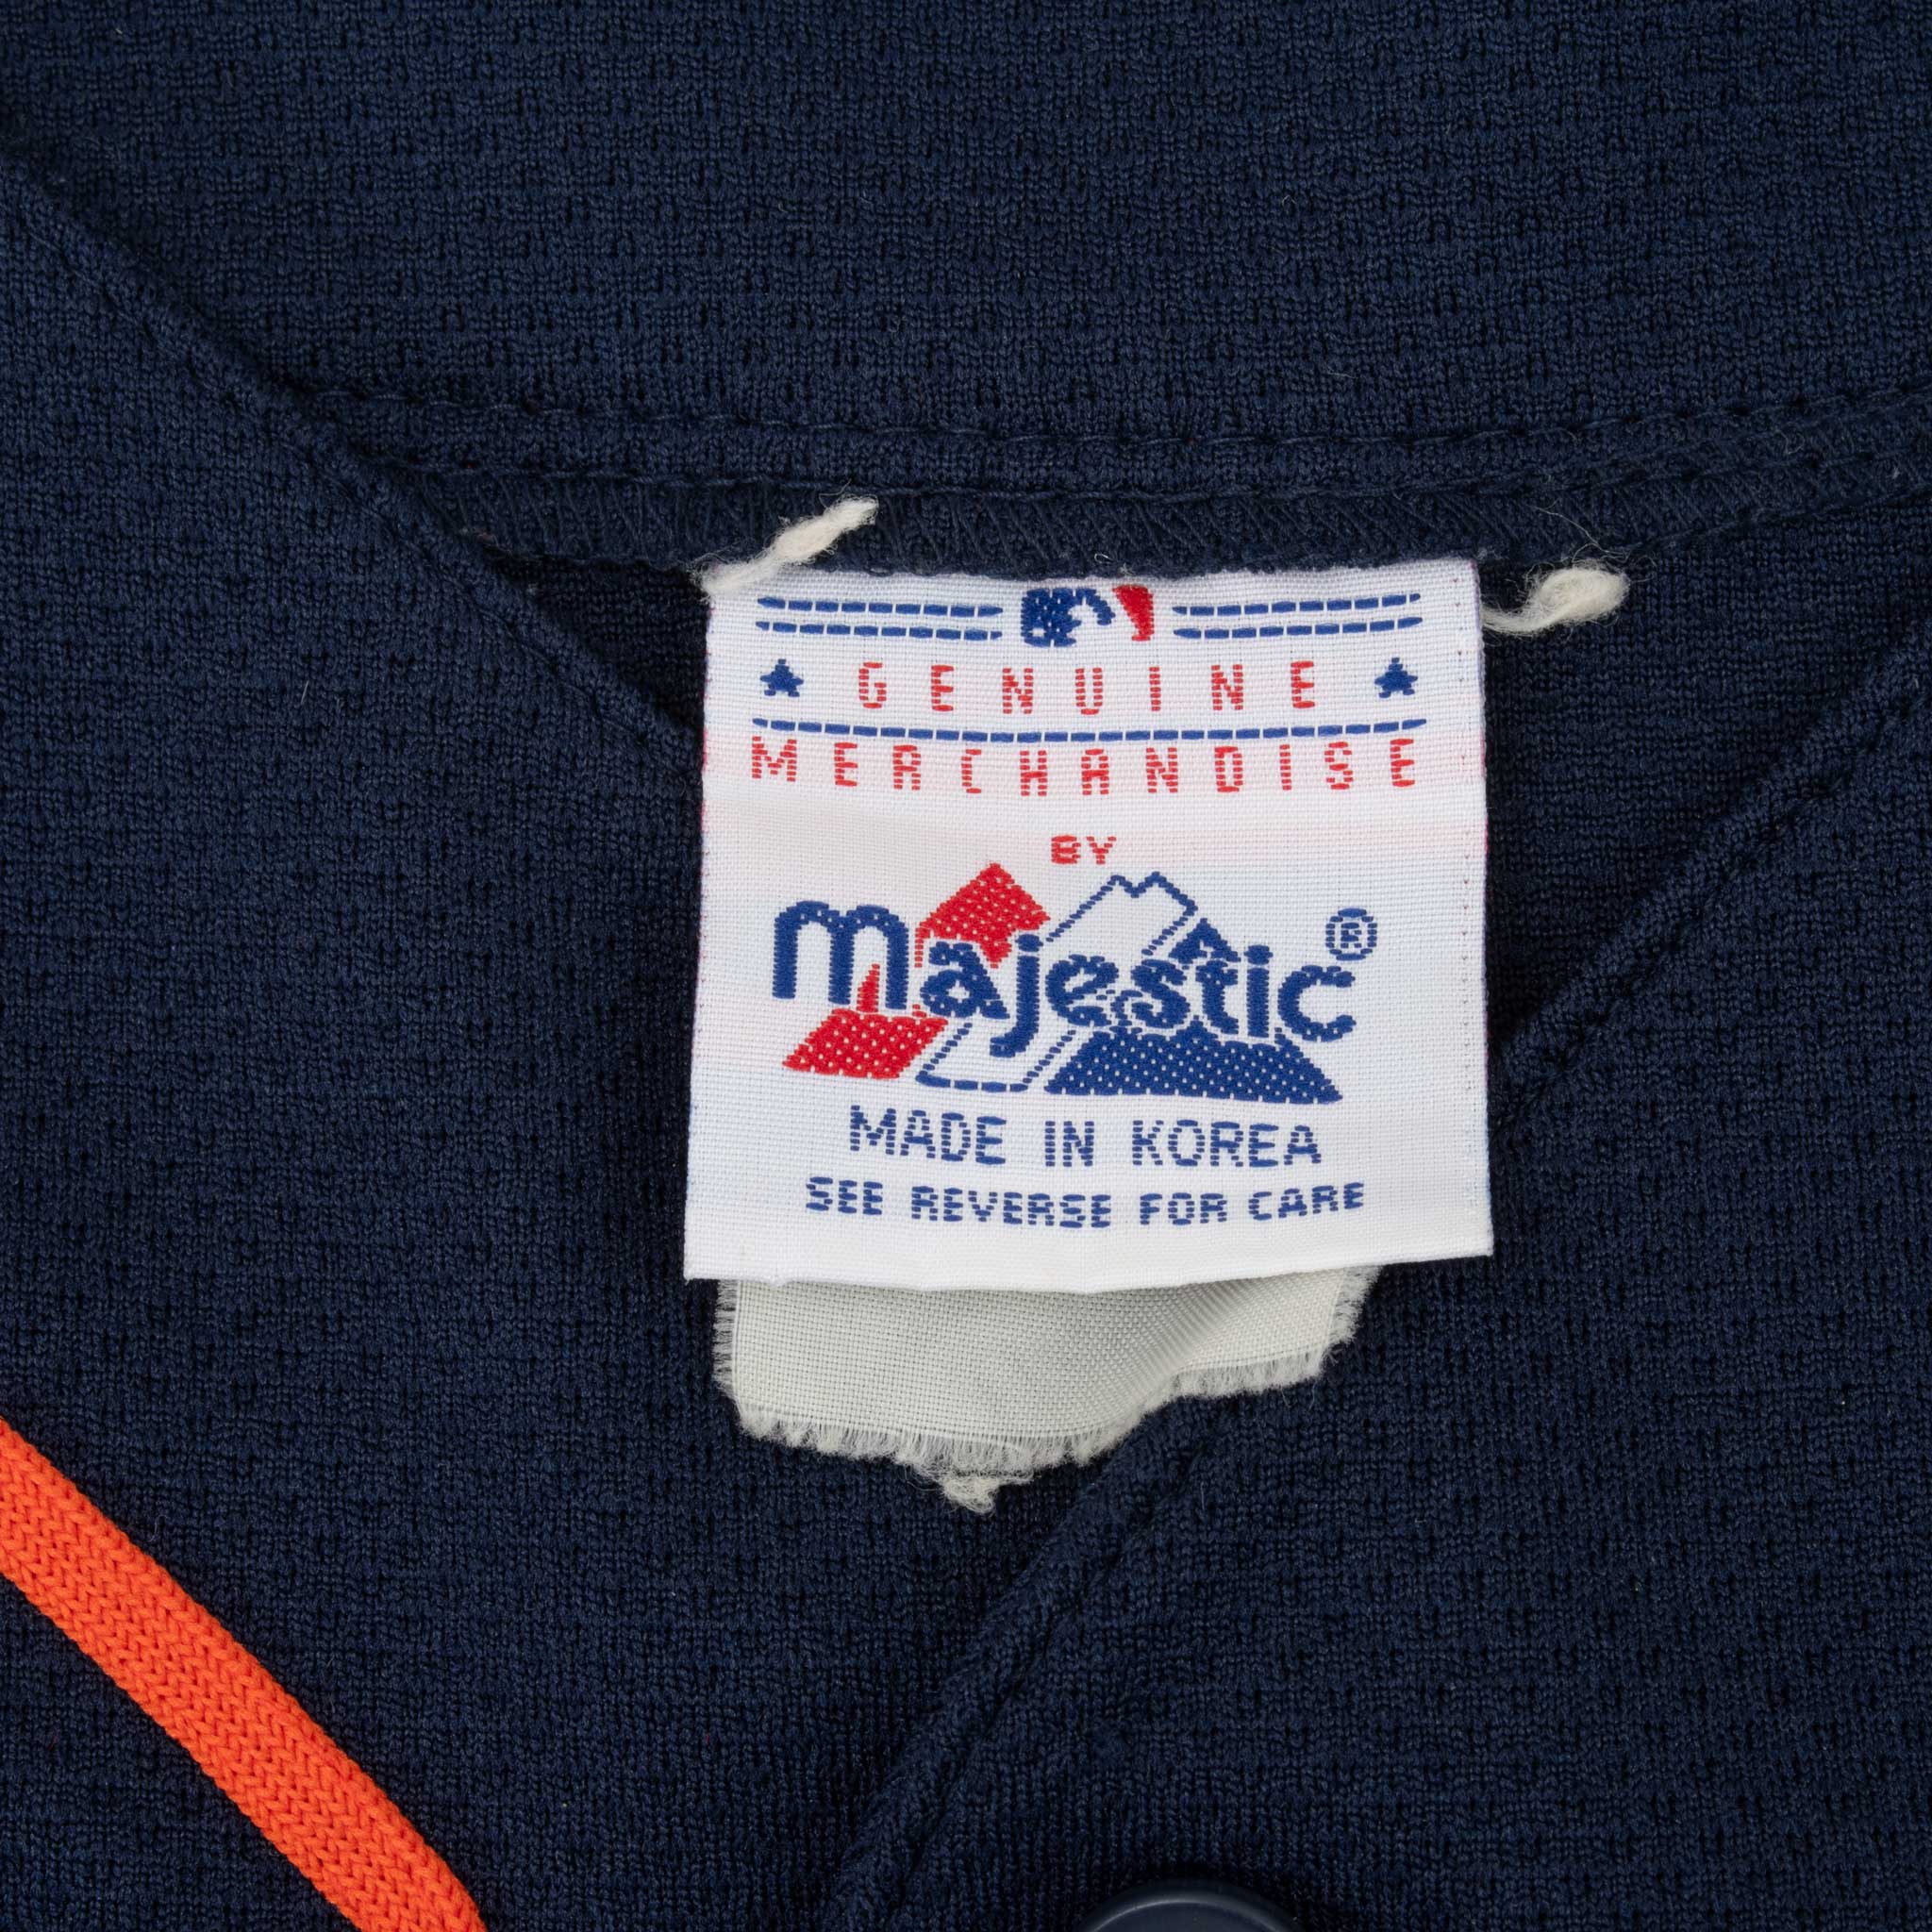 GENUINE
MERCHANDISE
BY
majestic®
MADE IN KOREA
SEE REVERSE FOR CARE